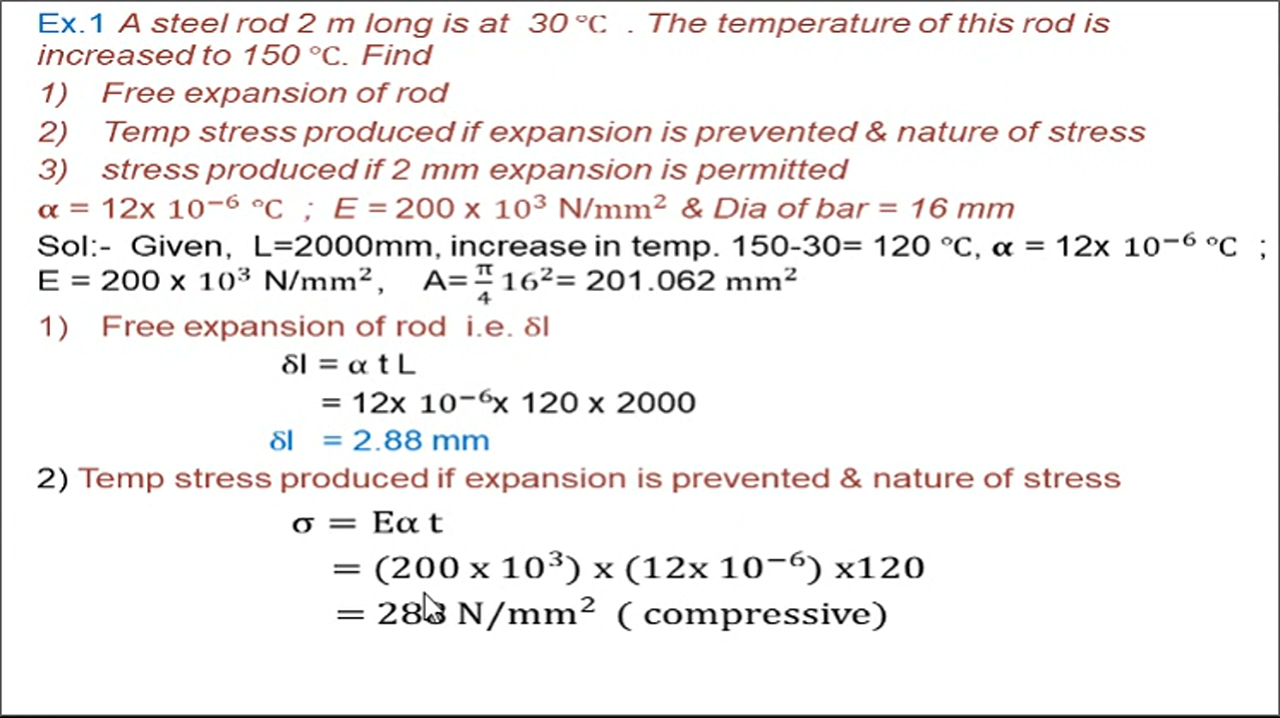 Ex.1 A steel rod 2 m long is at 30 °C . The temperature of this rod is
increased to 150 °C. Find
1) Free expansion of rod
2) Temp stress produced if expansion is prevented & nature of stress
3) stress produced if 2 mm expansion is permitted
α = 12x 10⁻⁶ °C ; E = 200 x 10³ N/mm² & Dia of bar = 16 mm
Sol:- Given, L=2000mm, increase in temp. 150-30= 120 °C, α = 12x 10⁻⁶ °C ;
E = 200 x 10³ N/mm², A= π/4 16²= 201.062 mm²
1) Free expansion of rod i.e. δl
δl = α t L
= 12x 10⁻⁶x 120 x 2000
δl = 2.88 mm
2) Temp stress produced if expansion is prevented & nature of stress
σ = Eα t
= (200 x 10³) x (12x 10⁻⁶) x120
= 288 N/mm² ( compressive)